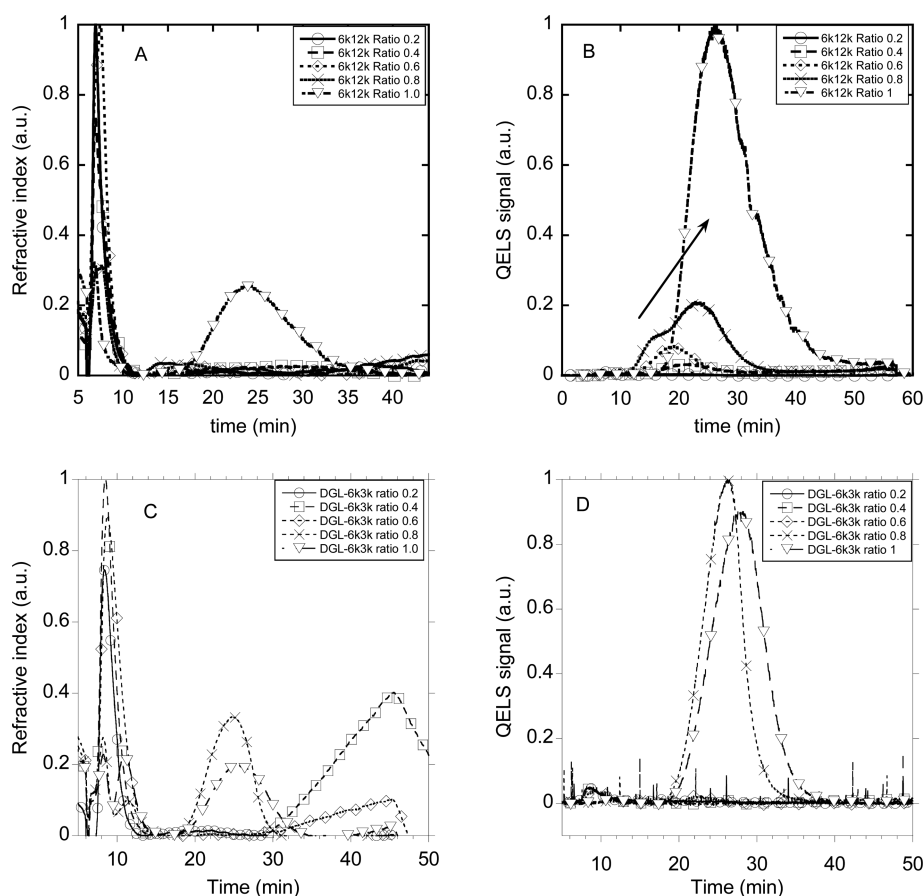 A
6k12k Ratio 0.2
6k12k Ratio 0.4
6k12k Ratio 0.6
6k12k Ratio 0.8
6k12k Ratio 1.0
Refractive index (a.u.)
1
0.8
0.6
0.4
0.2
0
5 10 15 20 25 30 35 40
time (min)
B
6k12k Ratio 0.2
6k12k Ratio 0.4
6k12k Ratio 0.6
6k12k Ratio 0.8
6k12k Ratio 1
QELS signal (a.u.)
1
0.8
0.6
0.4
0.2
0
0 10 20 30 40 50 60
time (min)
C
DGL-6k3k ratio 0.2
DGL-6k3k ratio 0.4
DGL-6k3k ratio 0.6
DGL-6k3k ratio 0.8
DGL-6k3k ratio 1.0
Refractive index (a.u.)
1
0.8
0.6
0.4
0.2
0
10 20 30 40 50
Time (min)
D
DGL-6k3k ratio 0.2
DGL-6k3k ratio 0.4
DGL-6k3k ratio 0.6
DGL-6k3k ratio 0.8
DGL-6k3k ratio 1
QELS signal (a.u.)
1
0.8
0.6
0.4
0.2
0
10 20 30 40 50
Time (min)